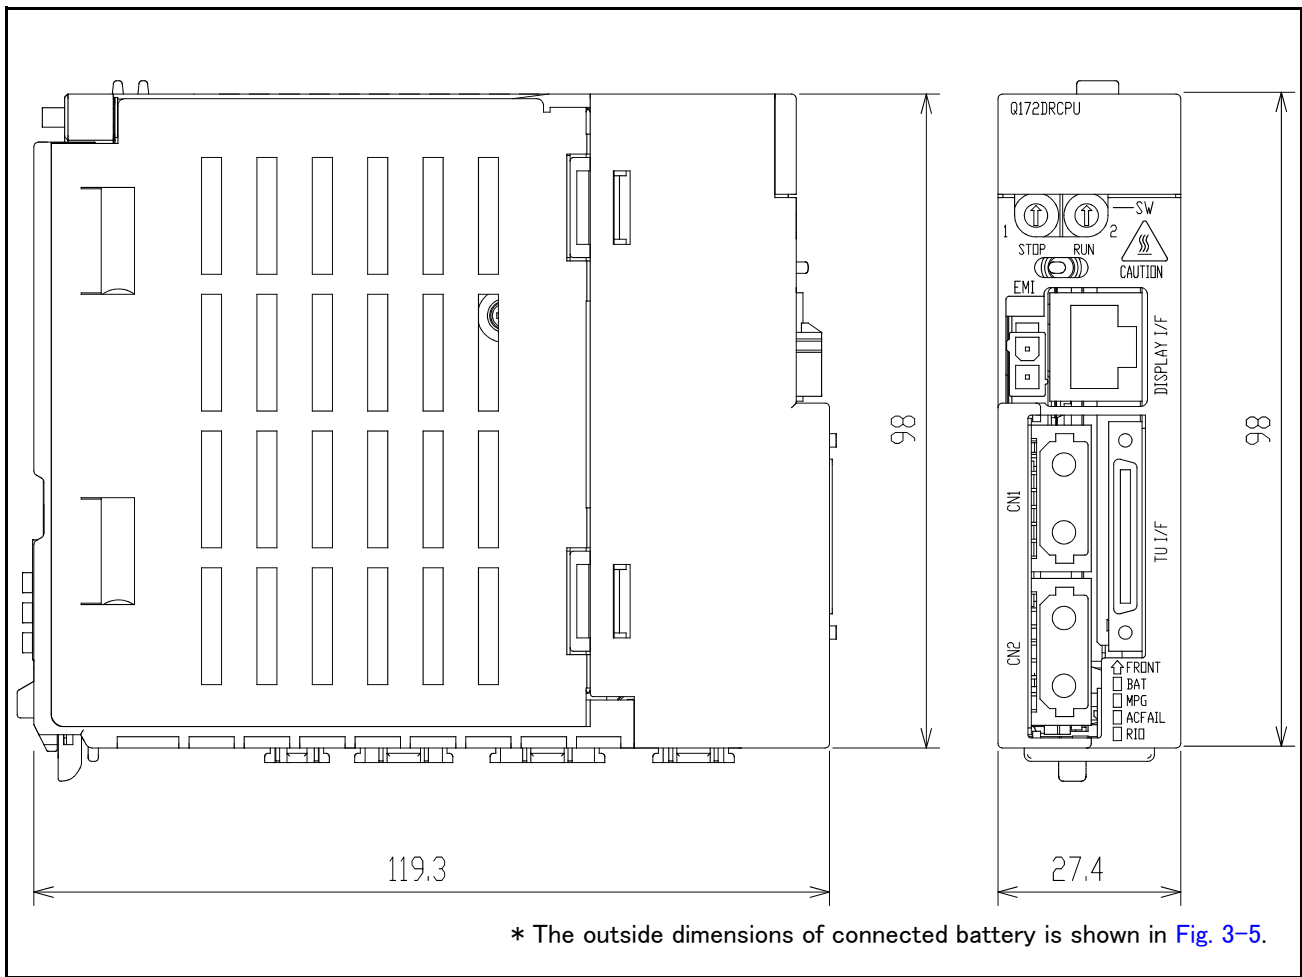 Q172DRCPU
SW
1
2
STOP
RUN
CAUTION
EMI
DISPLAY I/F
98
98
CN1
TU I/F
CN2
FRONT
BAT
MPG
ACFAIL
RIO
119.3
27.4
* The outside dimensions of connected battery is shown in Fig. 3-5.